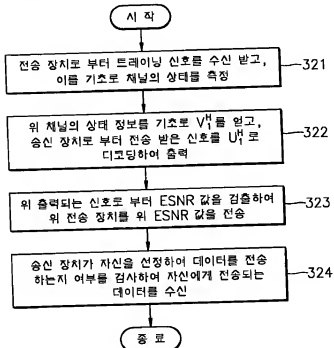 시 작
전송 장치로 부터 트레이닝 신호를 수신 받고,
이를 기초로 채널의 상태를 측정
321
위 채널의 상태 정보를 기초로 V₁ᴴ를 얻고,
송신 장치로 부터 전송 받은 신호를 U₁ᴴ로
디코딩하여 출력
322
위 출력되는 신호로 부터 ESNR 값을 검출하여
위 전송 장치를 위 ESNR 값을 전송
323
송신 장치가 자신을 선정하여 데이터를 전송
하는지 여부를 검사하여 자신에게 전송되는
데이터를 수신
324
종 료